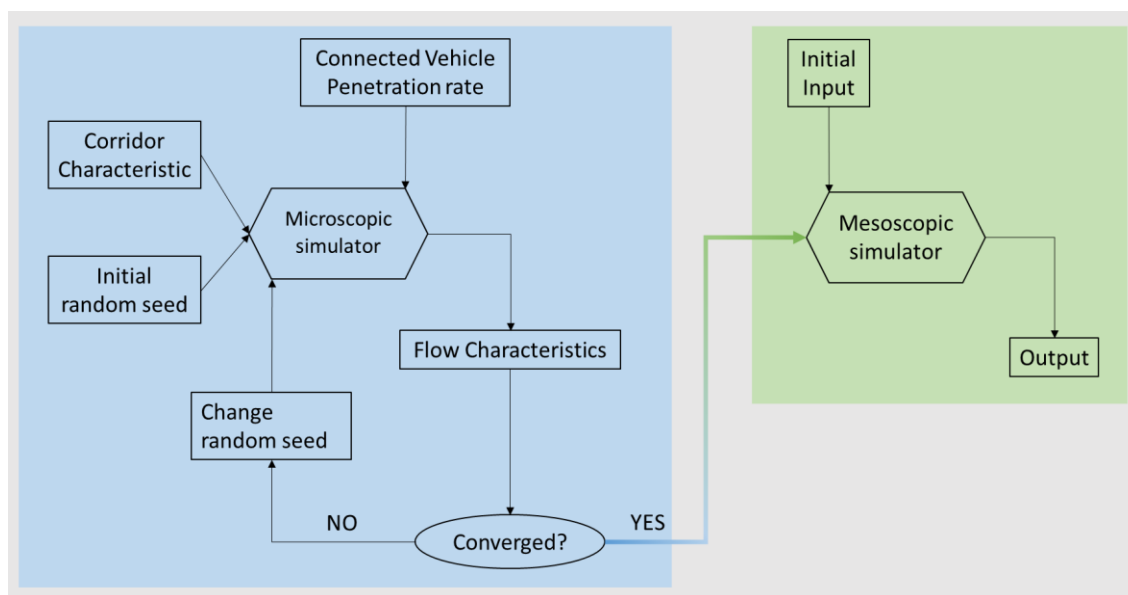 Connected Vehicle
Penetration rate
Corridor
Characteristic
Microscopic
simulator
Initial
random seed
Flow Characteristics
Change
random seed
NO
Converged?
YES
Initial
Input
Mesoscopic
simulator
Output